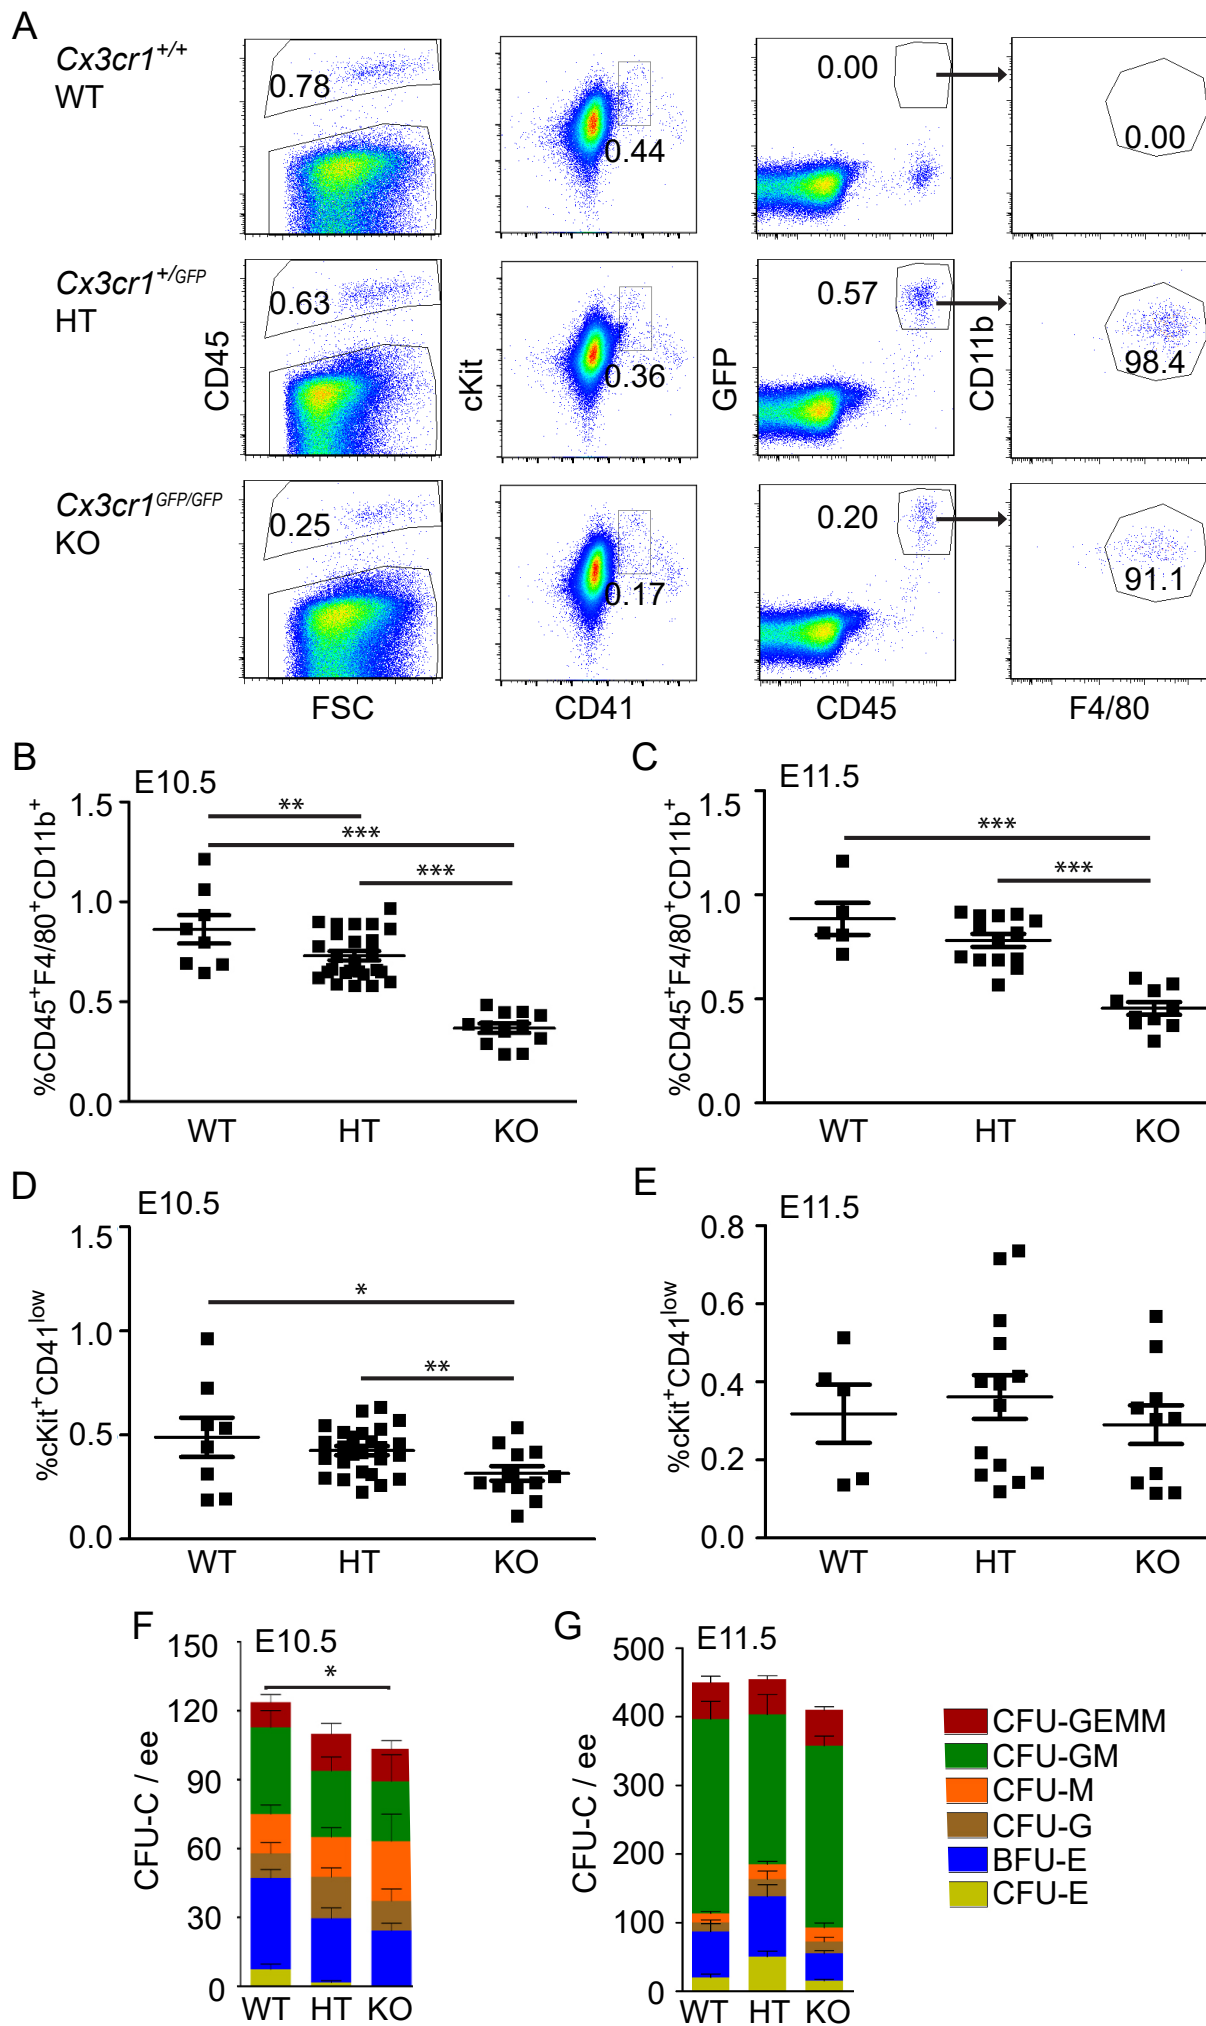 A
Cx3cr1+/+
WT
0.78
0.44
0.00
0.00
Cx3cr1+/GFP
HT
0.63
0.36
0.57
98.4
CD45
cKit
GFP
CD11b
Cx3cr1GFP/GFP
KO
0.25
0.17
0.20
91.1
FSC
CD41
CD45
F4/80
B
E10.5
%CD45+F4/80+CD11b+
1.5
1.0
0.5
0.0
**
***
***
WT HT KO
C
E11.5
%CD45+F4/80+CD11b+
1.5
1.0
0.5
0.0
***
***
WT HT KO
D
E10.5
%cKit+CD41low
1.5
1.0
0.5
0.0
*
**
WT HT KO
E
E11.5
%cKit+CD41low
0.8
0.6
0.4
0.2
0.0
WT HT KO
F
E10.5
CFU-C / ee
150
120
90
60
30
0
*
WT HT KO
G
E11.5
CFU-C / ee
500
400
300
200
100
0
WT HT KO
CFU-GEMM
CFU-GM
CFU-M
CFU-G
BFU-E
CFU-E